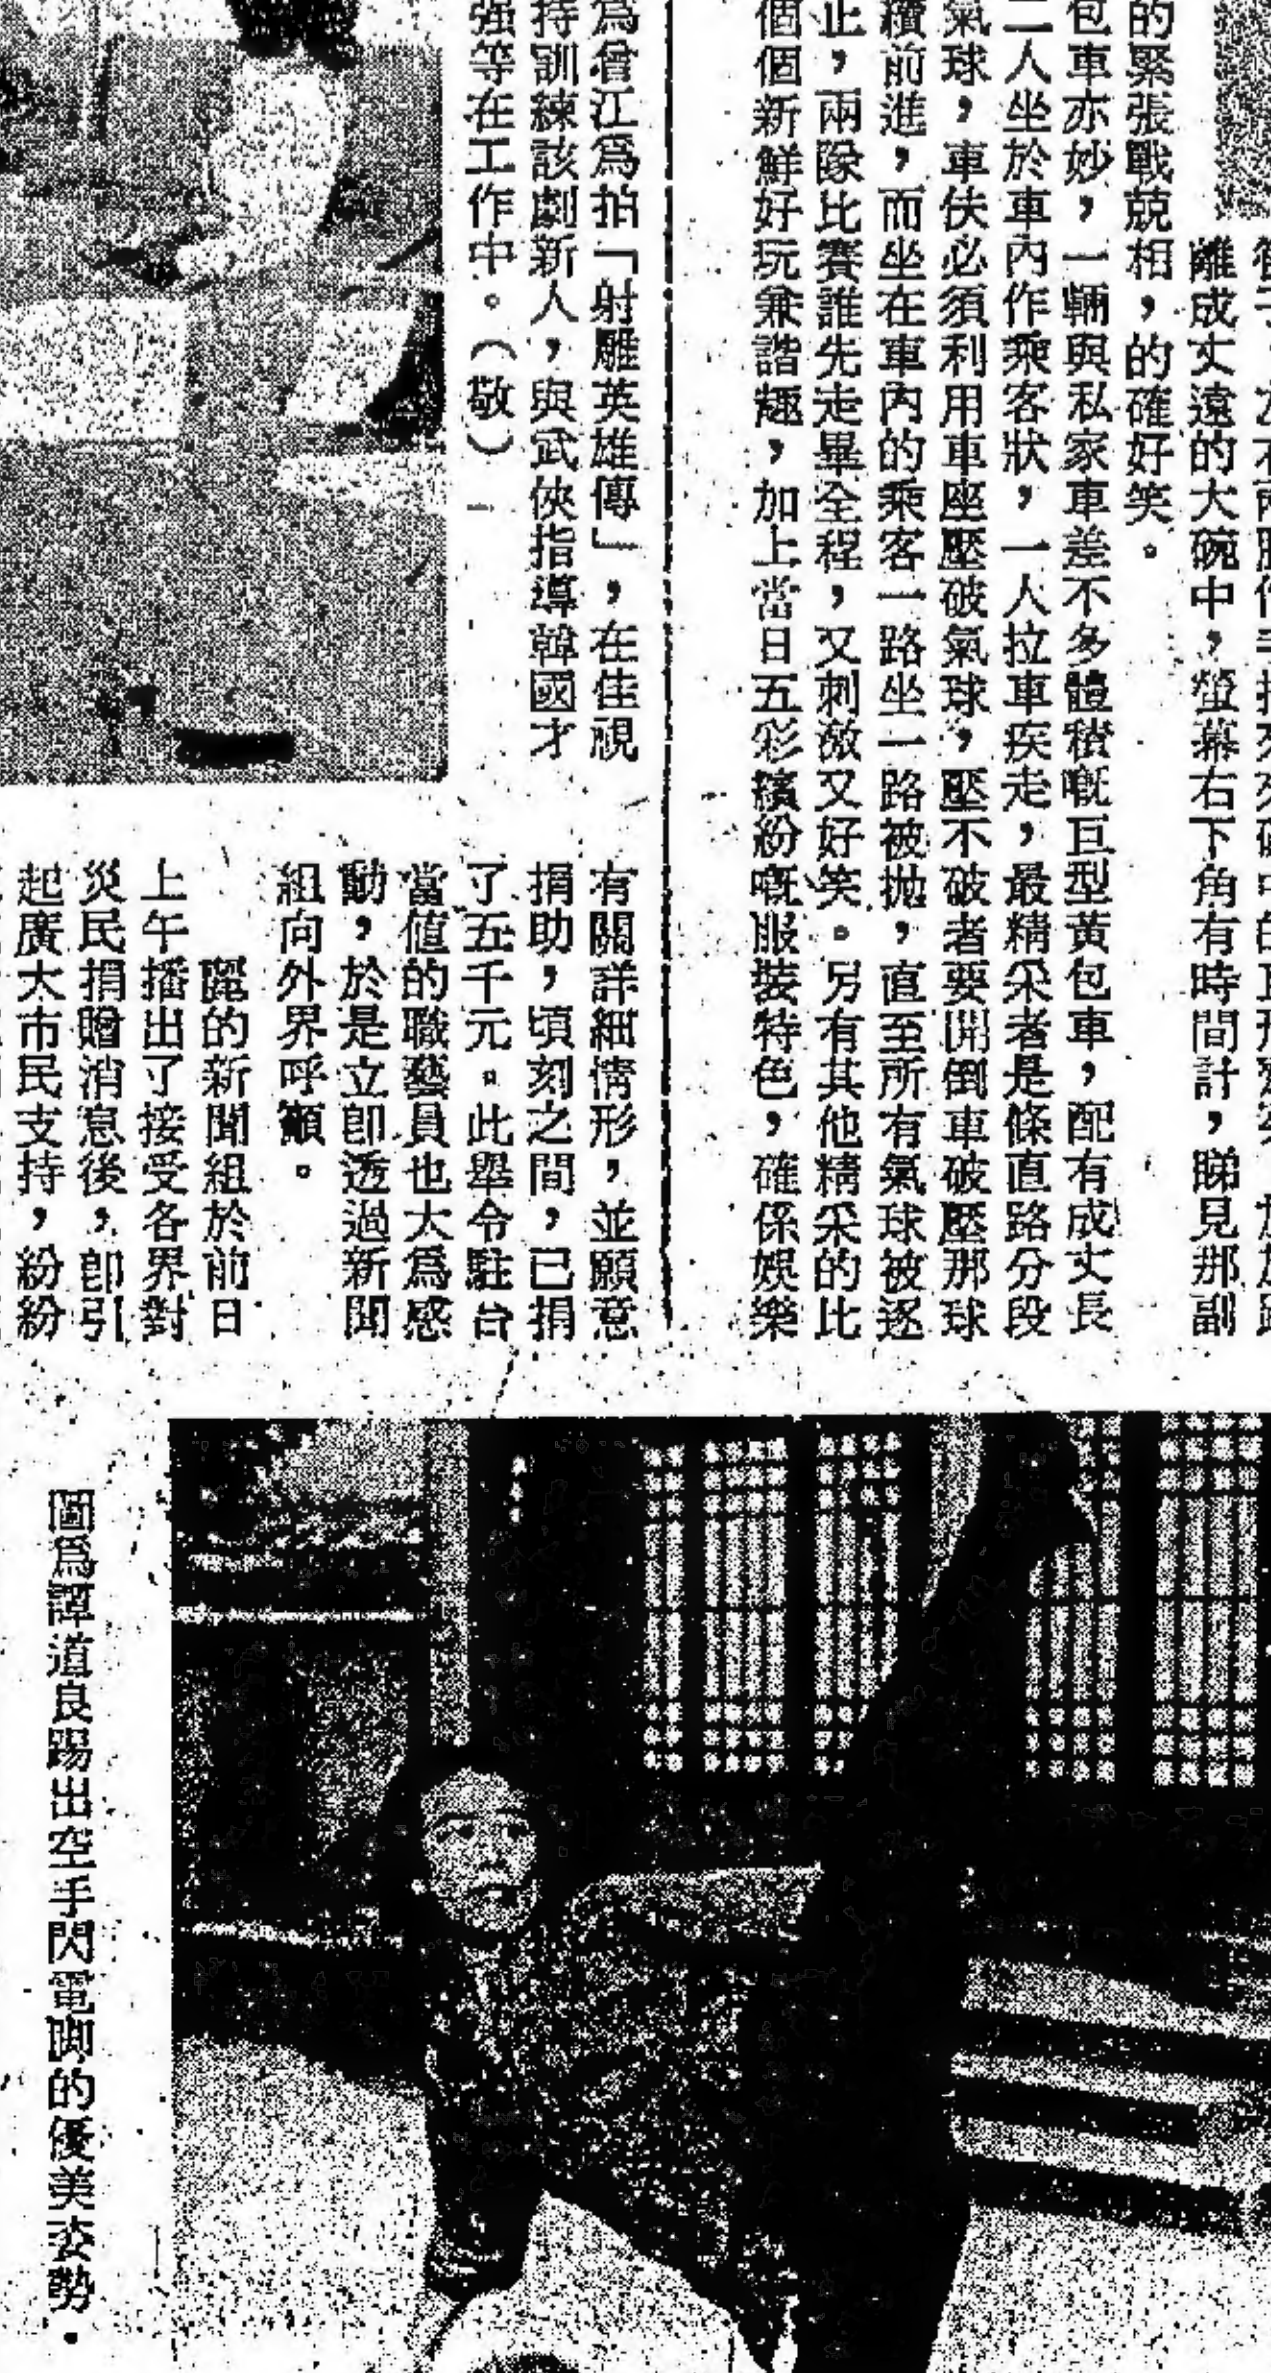 離成丈遠的大碗中，螢幕右下角有時間計，睇見那副
的緊張戰兢相，的確好笑。
包車亦妙，一輛與私家車差不多體積嘅巨型黃包車，配有成丈長
二人坐於車內作乘客狀，一人拉車疾走，最精采者是條直路分段
氣球，車伕必須利用車座壓破氣球，壓不破者要開倒車破壓那球
續前進，而坐在車內的乘客一路坐一路被抛，直至所有氣球被逐
止，兩隊比賽誰先走畢全程，又刺激又好笑。另有其他精采的比
個個新鮮好玩兼諧趣，加上當日五彩繽紛嘅服裝特色，確係娛樂
爲曾江爲拍「射雕英雄傳」，在佳視
持訓練該劇新人，與武俠指導韓國才
强等在工作中。（敬）
有關詳細情形，並願意
捐助，頃刻之間，已捐
了五千元。此舉令駐台
當值的職藝員也大爲感
動，於是立即透過新聞
組向外界呼籲。
麗的新聞組於前日
上午播出了接受各界對
災民捐贈消息後，即引
起廣大市民支持，紛紛
圖爲譚道良踢出空手閃電脚的優美姿勢．